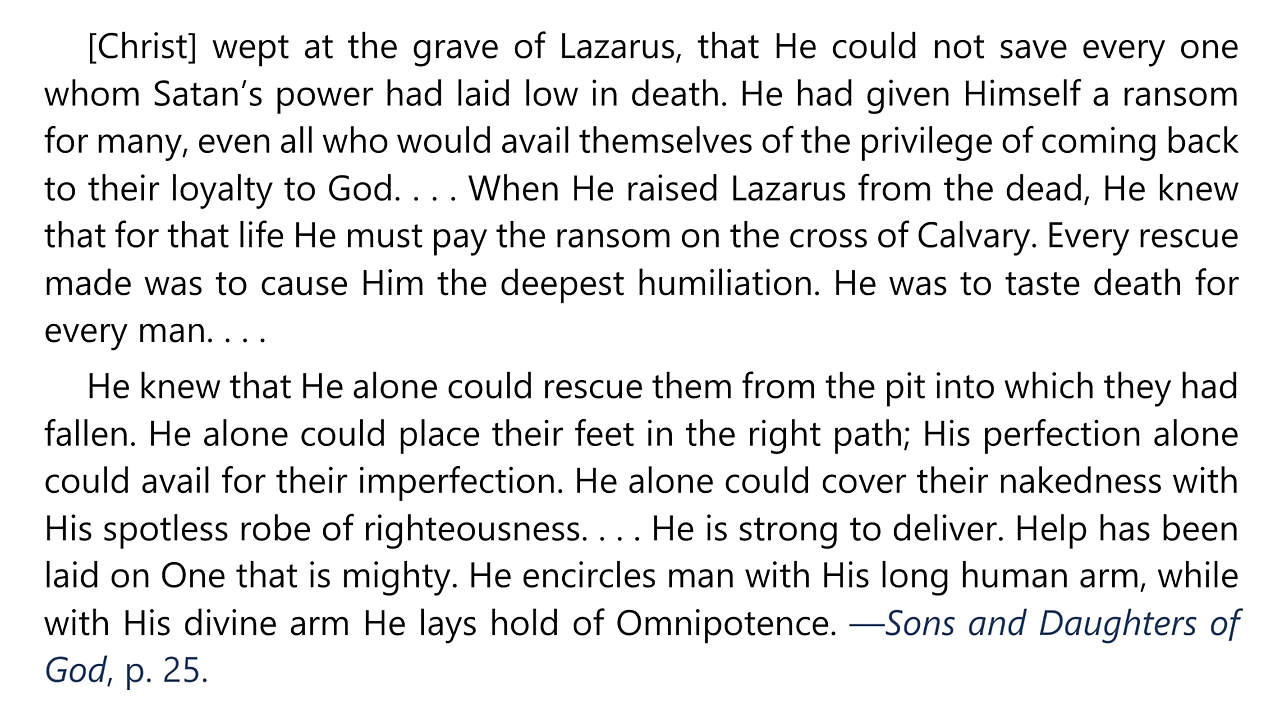 [Christ] wept at the grave of Lazarus, that He could not save every one
whom Satan’s power had laid low in death. He had given Himself a ransom
for many, even all who would avail themselves of the privilege of coming back
to their loyalty to God. . . . When He raised Lazarus from the dead, He knew
that for that life He must pay the ransom on the cross of Calvary. Every rescue
made was to cause Him the deepest humiliation. He was to taste death for
every man. . . .
He knew that He alone could rescue them from the pit into which they had
fallen. He alone could place their feet in the right path; His perfection alone
could avail for their imperfection. He alone could cover their nakedness with
His spotless robe of righteousness. . . . He is strong to deliver. Help has been
laid on One that is mighty. He encircles man with His long human arm, while
with His divine arm He lays hold of Omnipotence. —Sons and Daughters of
God, p. 25.